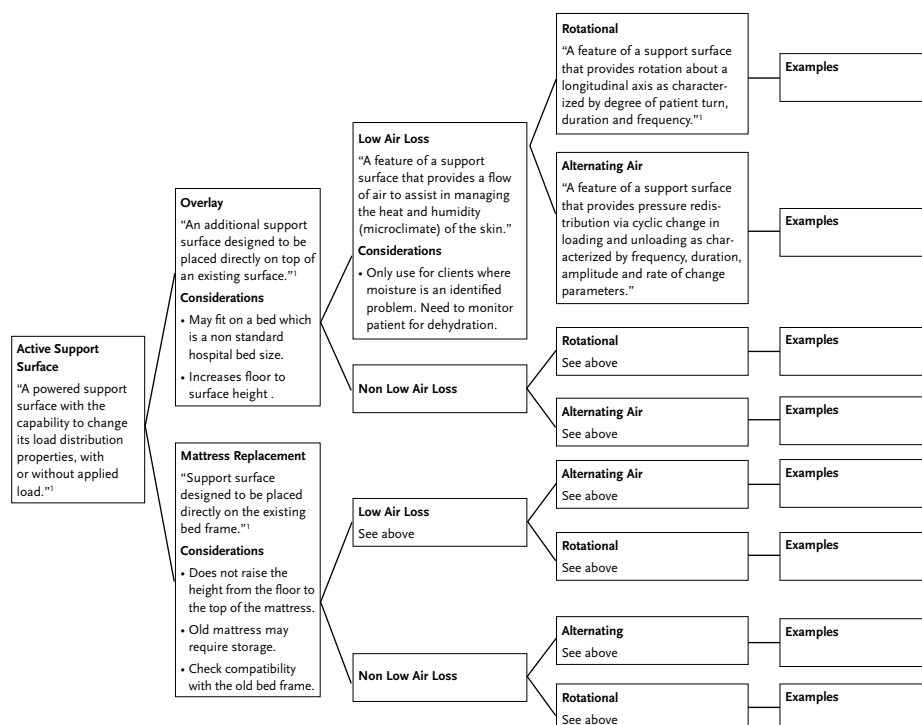 Active Support
Surface
“A powered support
surface with the
capability to change
its load distribution
properties, with
or without applied
load.”¹
Overlay
“An additional support
surface designed to be
placed directly on top of
an existing surface.”¹
Considerations
• May fit on a bed which
is a non standard
hospital bed size.
• Increases floor to
surface height .
Low Air Loss
“A feature of a support
surface that provides a flow
of air to assist in managing
the heat and humidity
(microclimate) of the skin.”
Considerations
• Only use for clients where
moisture is an identified
problem. Need to monitor
patient for dehydration.
Rotational
“A feature of a support surface
that provides rotation about a
longitudinal axis as character-
ized by degree of patient turn,
duration and frequency.”¹
Examples
Alternating Air
“A feature of a support surface
that provides pressure redis-
tribution via cyclic change in
loading and unloading as char-
acterized by frequency, duration,
amplitude and rate of change
parameters.”
Examples
Non Low Air Loss
Rotational
See above
Examples
Alternating Air
See above
Examples
Mattress Replacement
“Support surface
designed to be placed
directly on the existing
bed frame.”¹
Considerations
• Does not raise the
height from the floor to
the top of the mattress.
• Old mattress may
require storage.
• Check compatibility
with the old bed frame.
Low Air Loss
See above
Alternating Air
See above
Examples
Rotational
See above
Examples
Non Low Air Loss
Alternating
See above
Examples
Rotational
See above
Examples